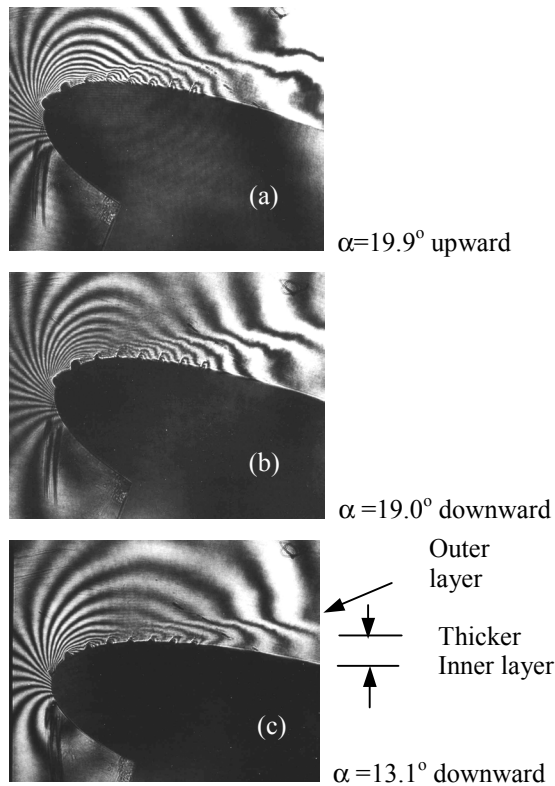 (a)
α=19.9° upward
(b)
α =19.0° downward
Outer
layer
Thicker
Inner layer
(c)
α=13.1° downward